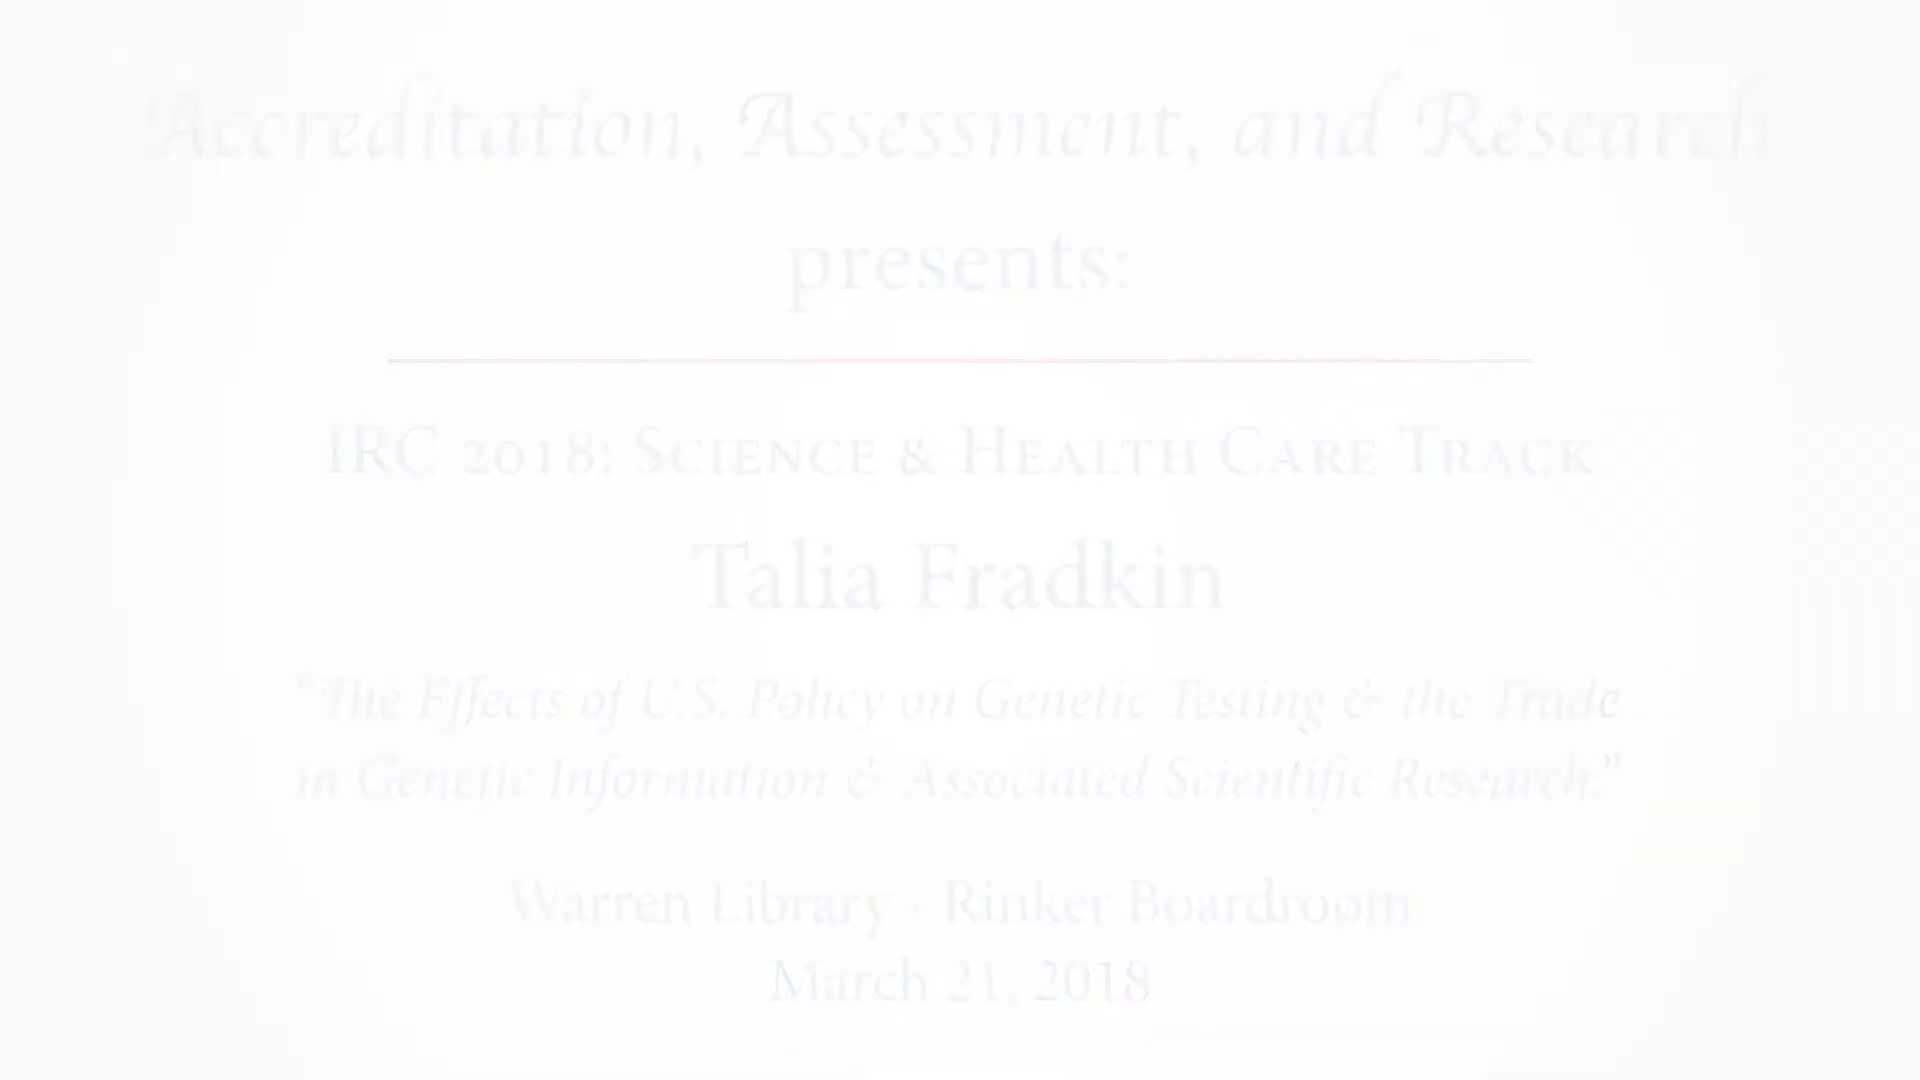 Accreditation, Assessment, and Research
presents:
IRC 2018: Science & Health Care Track
Talia Fradkin
"The Effects of U.S. Policy on Genetic Testing & the Trade
in Genetic Information & Associated Scientific Research."
Warren Library - Rinker Boardroom
March 21, 2018